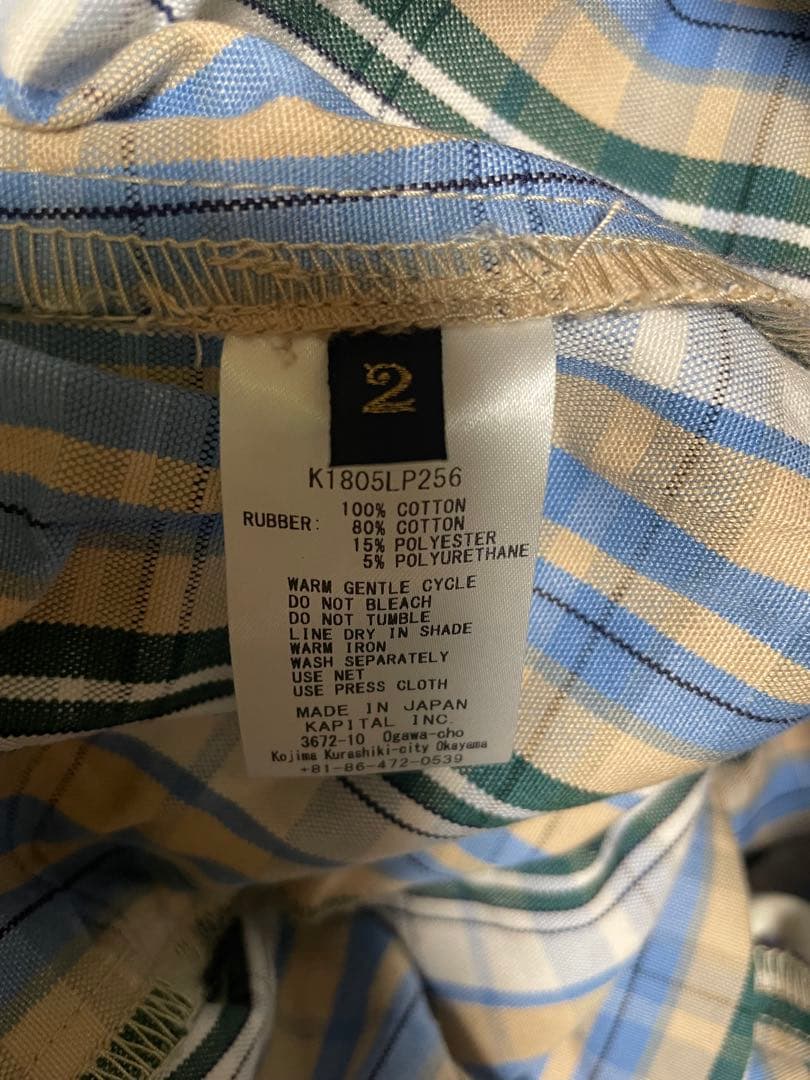 2
K1805LP256
100% COTTON
RUBBER: 80% COTTON
15% POLYESTER
5% POLYURETHANE
WARM GENTLE CYCLE
DO NOT BLEACH
DO NOT TUMBLE
LINE DRY IN SHADE
WARM IRON
WASH SEPARATELY
USE NET
USE PRESS CLOTH
MADE IN JAPAN
KAPITAL INC.
3672-10 Ogawa-cho
Kojima Kurashiki-city Okayama
+81-86-472-0539